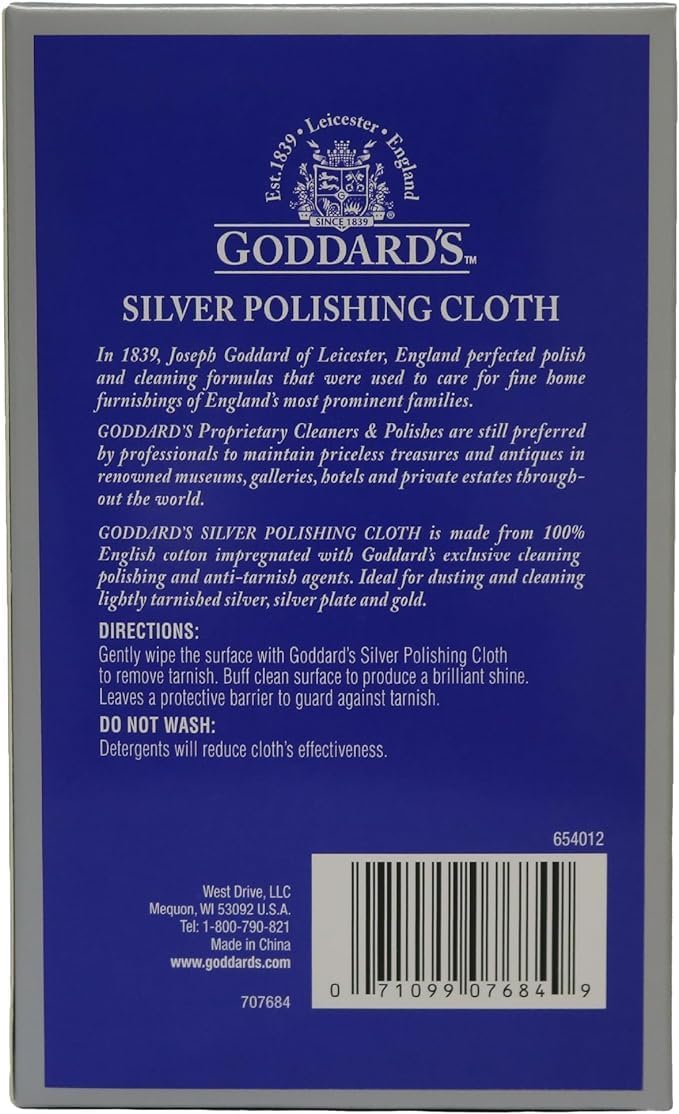 Est. 1839 • Leicester • England
SINCE 1839
GODDARD'S™
SILVER POLISHING CLOTH
In 1839, Joseph Goddard of Leicester, England perfected polish
and cleaning formulas that were used to care for fine home
furnishings of England's most prominent families.
GODDARD'S Proprietary Cleaners & Polishes are still preferred
by professionals to maintain priceless treasures and antiques in
renowned museums, galleries, hotels and private estates through-
out the world.
GODDARD'S SILVER POLISHING CLOTH is made from 100%
English cotton impregnated with Goddard's exclusive cleaning
polishing and anti-tarnish agents. Ideal for dusting and cleaning
lightly tarnished silver, silver plate and gold.
DIRECTIONS:
Gently wipe the surface with Goddard's Silver Polishing Cloth
to remove tarnish. Buff clean surface to produce a brilliant shine.
Leaves a protective barrier to guard against tarnish.
DO NOT WASH:
Detergents will reduce cloth's effectiveness.
654012
West Drive, LLC
Mequon, WI 53092 U.S.A.
Tel: 1-800-790-821
Made in China
www.goddards.com
707684
0 71099 07684 9